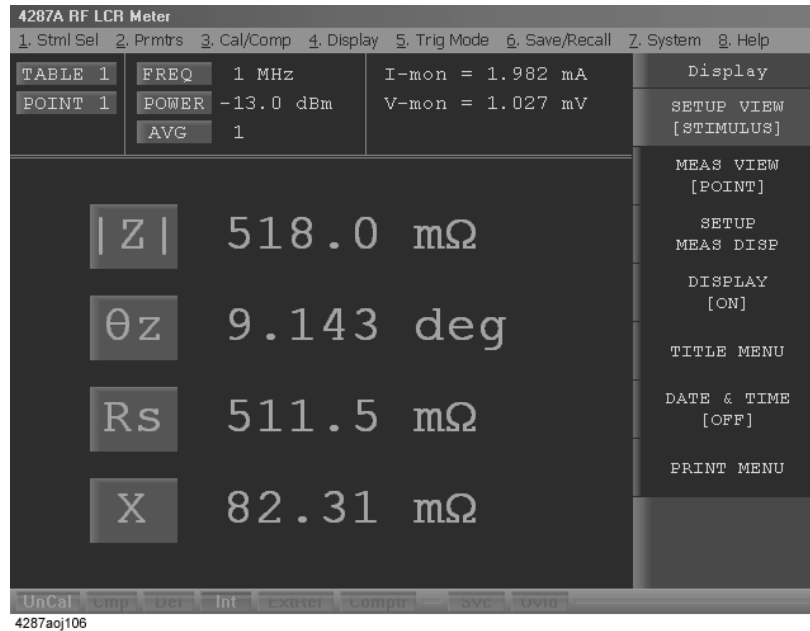 4287A RF LCR Meter
1. Stml Sel 2. Prmtrs 3. Cal/Comp 4. Display 5. Trig Mode 6. Save/Recall 7. System 8. Help
TABLE 1 FREQ 1 MHz I-mon = 1.982 mA
POINT 1 POWER -13.0 dBm V-mon = 1.027 mV
AVG 1
|Z| 518.0 mΩ
θz 9.143 deg
Rs 511.5 mΩ
X 82.31 mΩ
Display
SETUP VIEW
[STIMULUS]
MEAS VIEW
[POINT]
SETUP
MEAS DISP
DISPLAY
[ON]
TITLE MENU
DATE & TIME
[OFF]
PRINT MENU
UnCal Cmp Del Int ExtRef Comptr Svc Ovld
4287aoj106